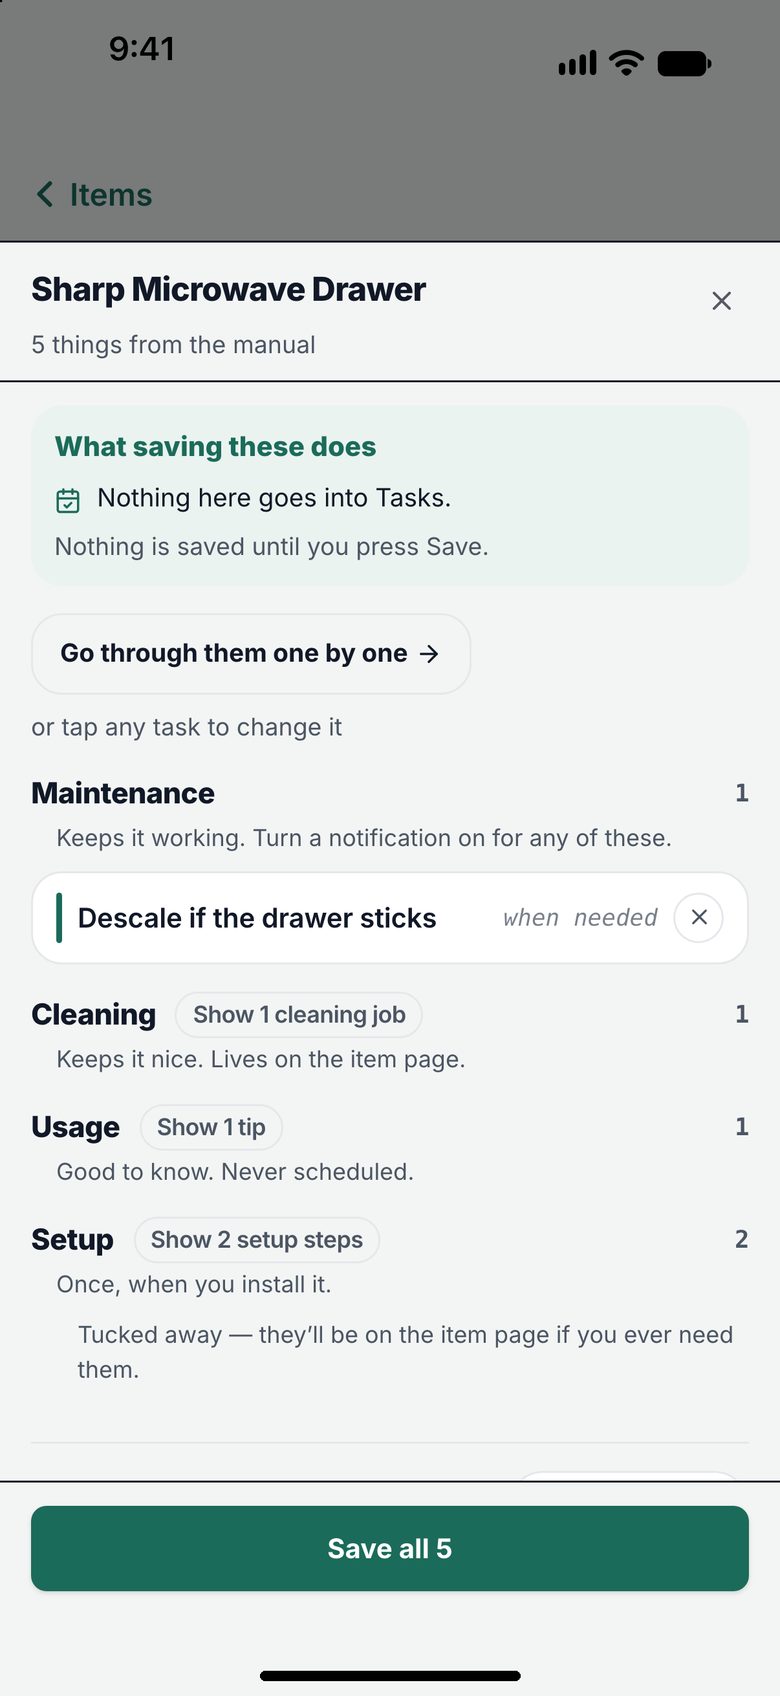 9:41
Items
Sharp Microwave Drawer
5 things from the manual
What saving these does
Nothing here goes into Tasks.
Nothing is saved until you press Save.
Go through them one by one →
or tap any task to change it
Maintenance 1
Keeps it working. Turn a notification on for any of these.
Descale if the drawer sticks when needed
Cleaning Show 1 cleaning job 1
Keeps it nice. Lives on the item page.
Usage Show 1 tip 1
Good to know. Never scheduled.
Setup Show 2 setup steps 2
Once, when you install it.
Tucked away — they’ll be on the item page if you ever need
them.
Save all 5